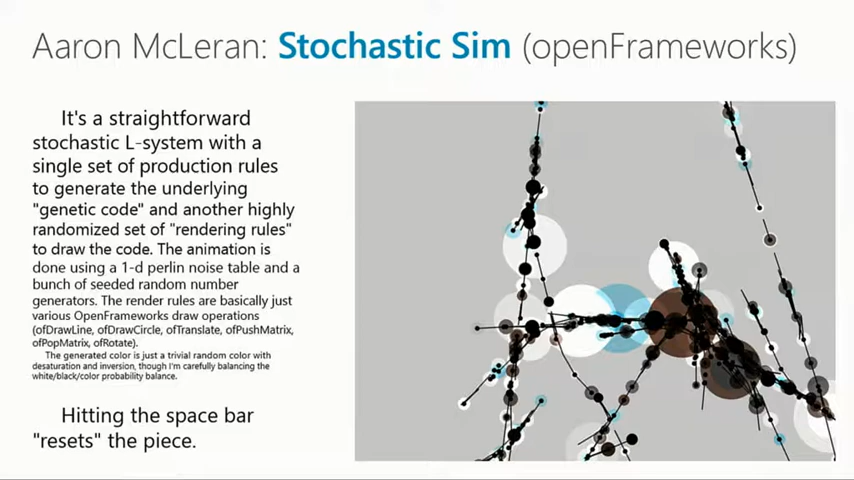 Aaron McLeran: Stochastic Sim (openFrameworks)
It's a straightforward
stochastic L-system with a
single set of production rules
to generate the underlying
"genetic code" and another highly
randomized set of "rendering rules"
to draw the code. The animation is
done using a 1-d perlin noise table and a
bunch of seeded random number
generators. The render rules are basically just
various OpenFrameworks draw operations
(ofDrawLine, ofDrawCircle, ofTranslate, ofPushMatrix,
ofPopMatrix, ofRotate).
The generated color is just a trivial random color with
desaturation and inversion, though I'm carefully balancing the
white/black/color probability balance.
Hitting the space bar
"resets" the piece.